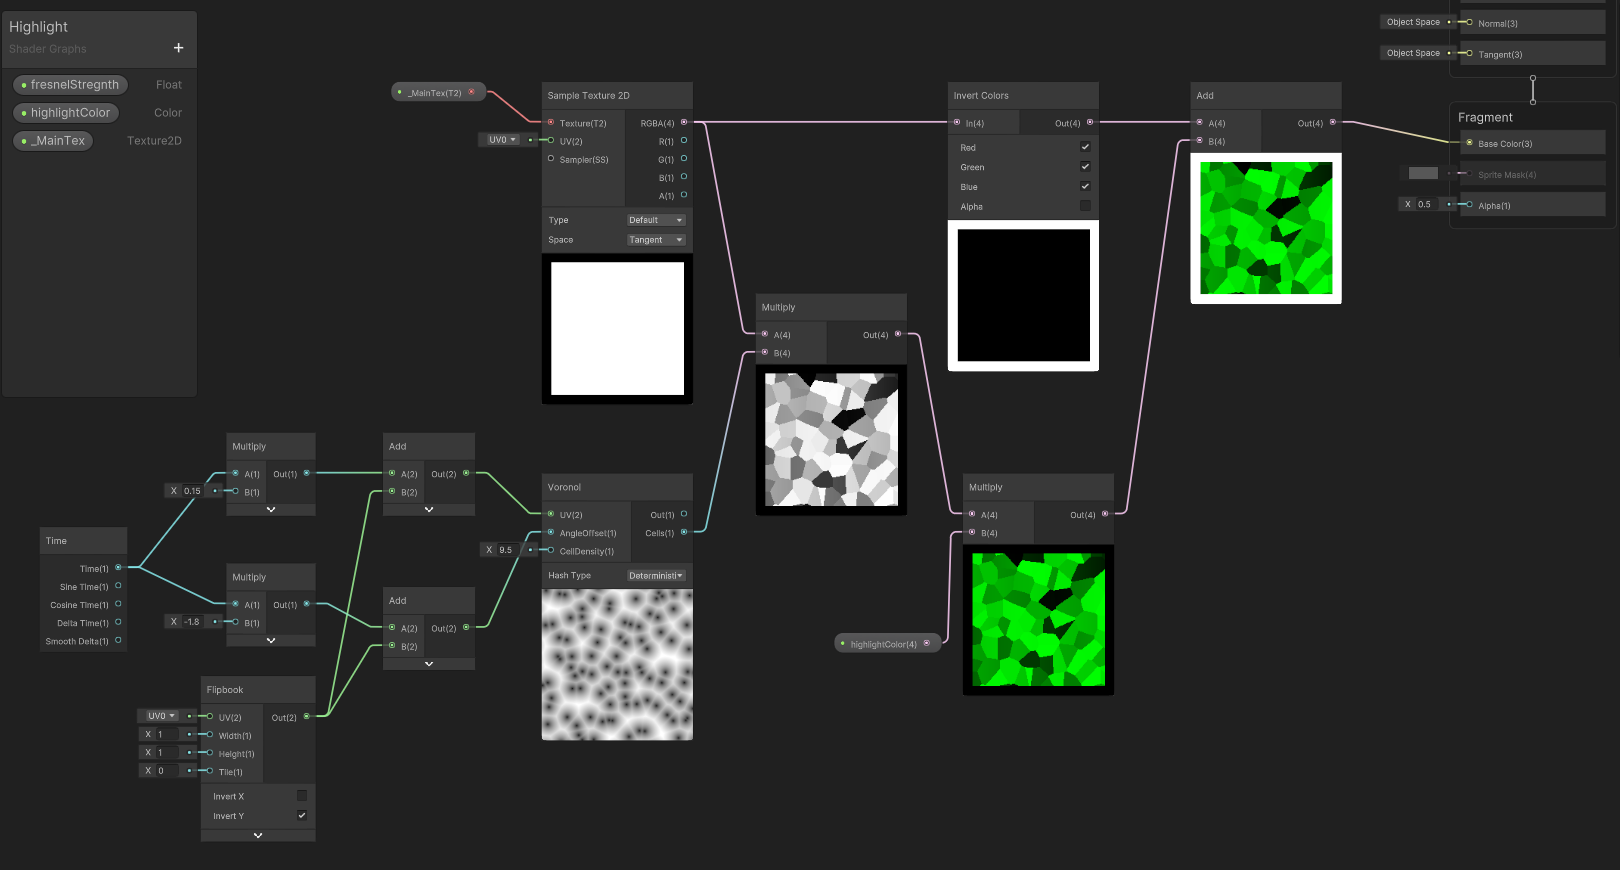 Highlight
Shader Graphs
+
fresnelStregnth Float
highlightColor Color
_MainTex Texture2D
_MainTex(T2)
Sample Texture 2D
Texture(T2) RGBA(4)
UV0 UV(2) R(1)
Sampler(SS) G(1)
B(1)
A(1)
Type Default
Space Tangent
Invert Colors
In(4) Out(4)
Red
Green
Blue
Alpha
Add
A(4) Out(4)
B(4)
Object Space Normal(3)
Object Space Tangent(3)
Fragment
Base Color(3)
Sprite Mask(4)
X 0.5 Alpha(1)
Multiply
A(4) Out(4)
B(4)
Multiply
A(1) Out(1)
X 0.15 B(1)
Add
A(2) Out(2)
B(2)
Time
Time(1)
Sine Time(1)
Cosine Time(1)
Delta Time(1)
Smooth Delta(1)
Multiply
A(1) Out(1)
X -1.8 B(1)
Add
A(2) Out(2)
B(2)
Voronoi
UV(2) Out(1)
AngleOffset(1) Cells(1)
X 9.5 CellDensity(1)
Hash Type Deterministi
Multiply
A(4) Out(4)
B(4)
highlightColor(4)
Flipbook
UV0 UV(2) Out(2)
X 1 Width(1)
X 1 Height(1)
X 0 Tile(1)
Invert X
Invert Y